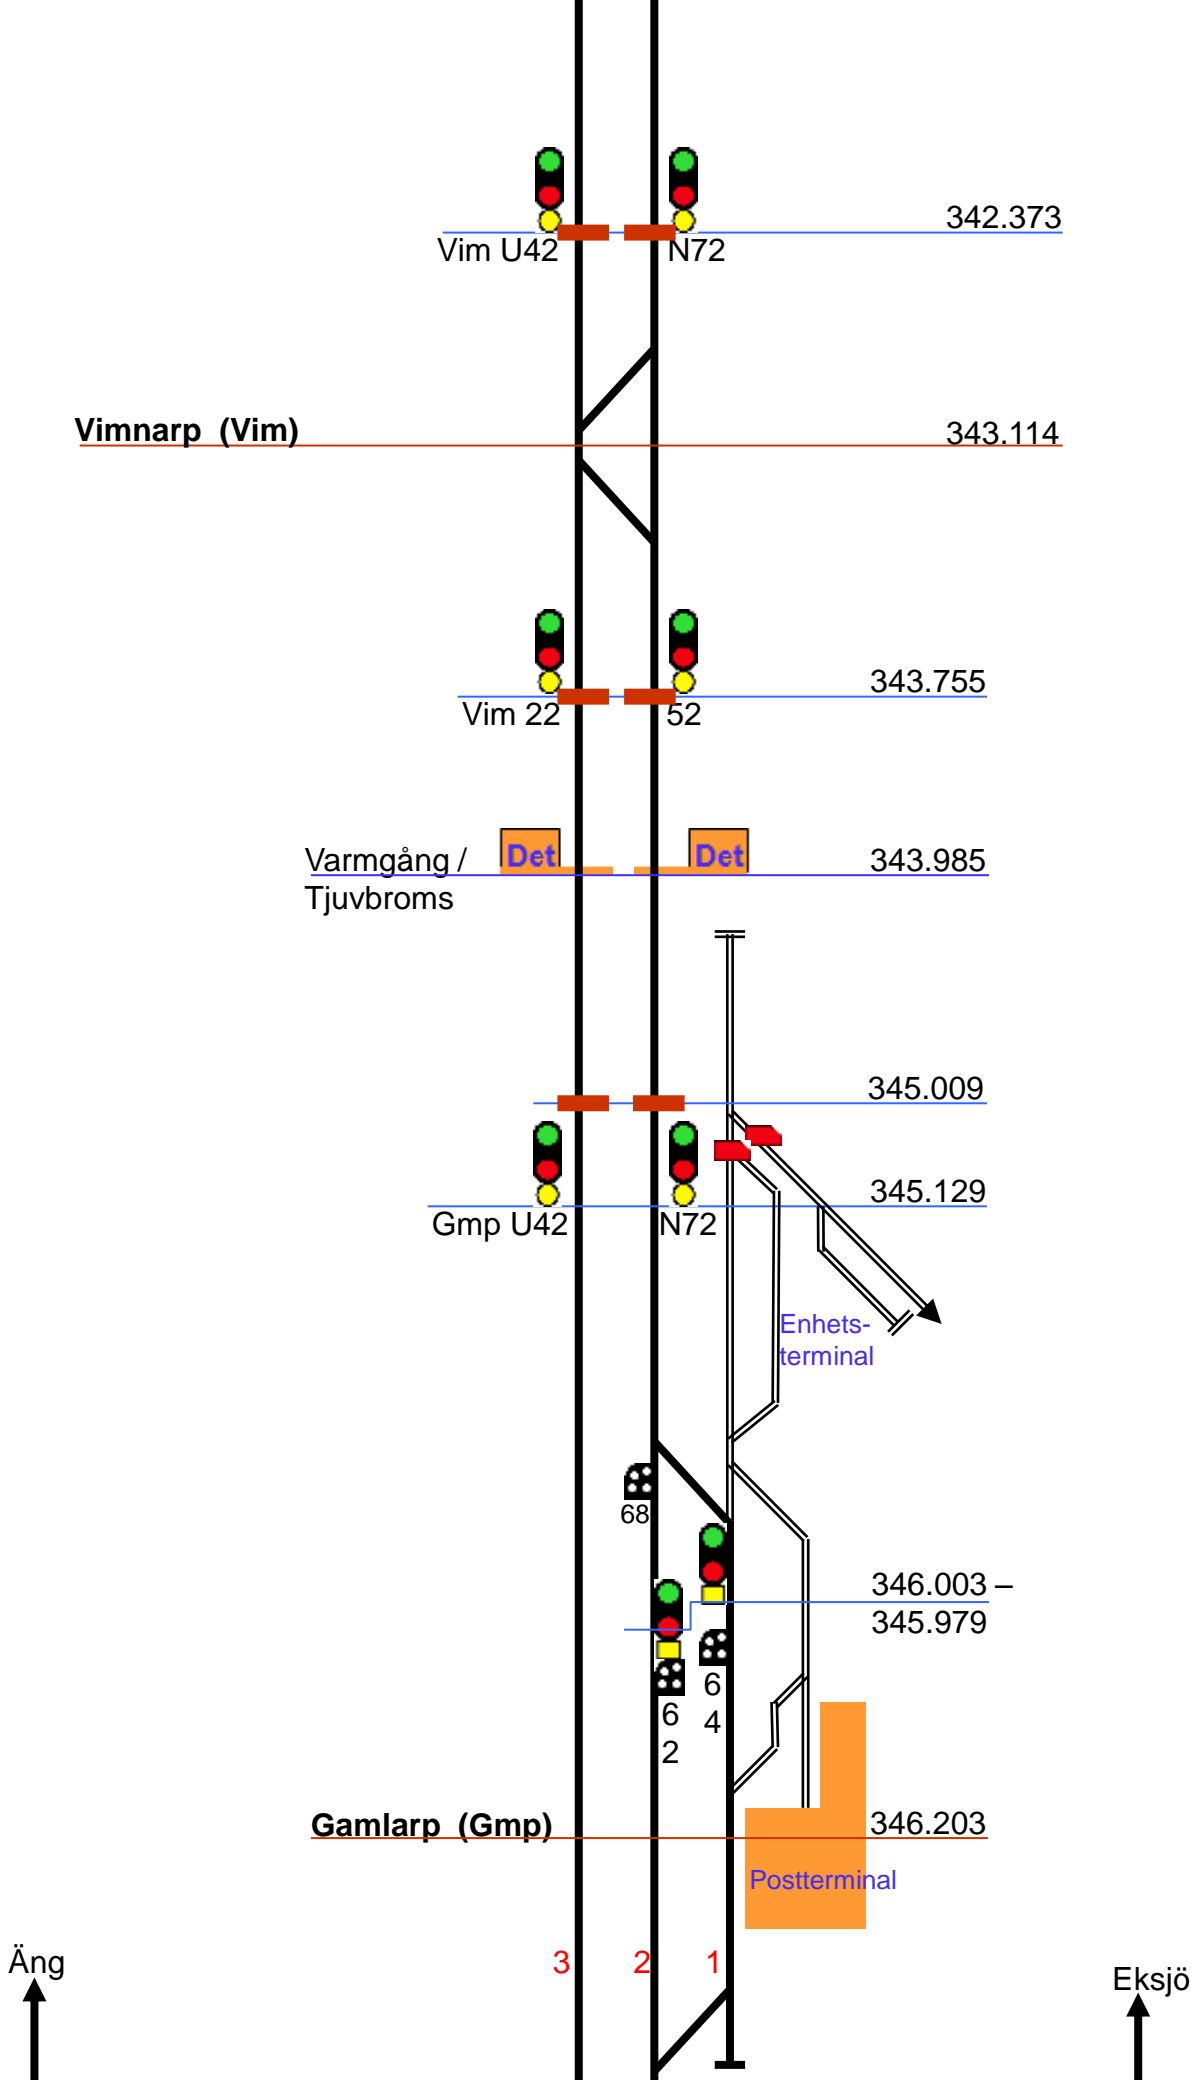 342.373
Vim U42
N72
Vimnarp (Vim)
343.114
343.755
Vim 22
52
Det
Det
Varmgång /
Tjuvbroms
343.985
345.009
345.129
Gmp U42
N72
Enhets-
terminal
68
346.003 –
345.979
6
4
6
2
Gamlarp (Gmp)
346.203
Postterminal
3
2
1
Äng
Eksjö